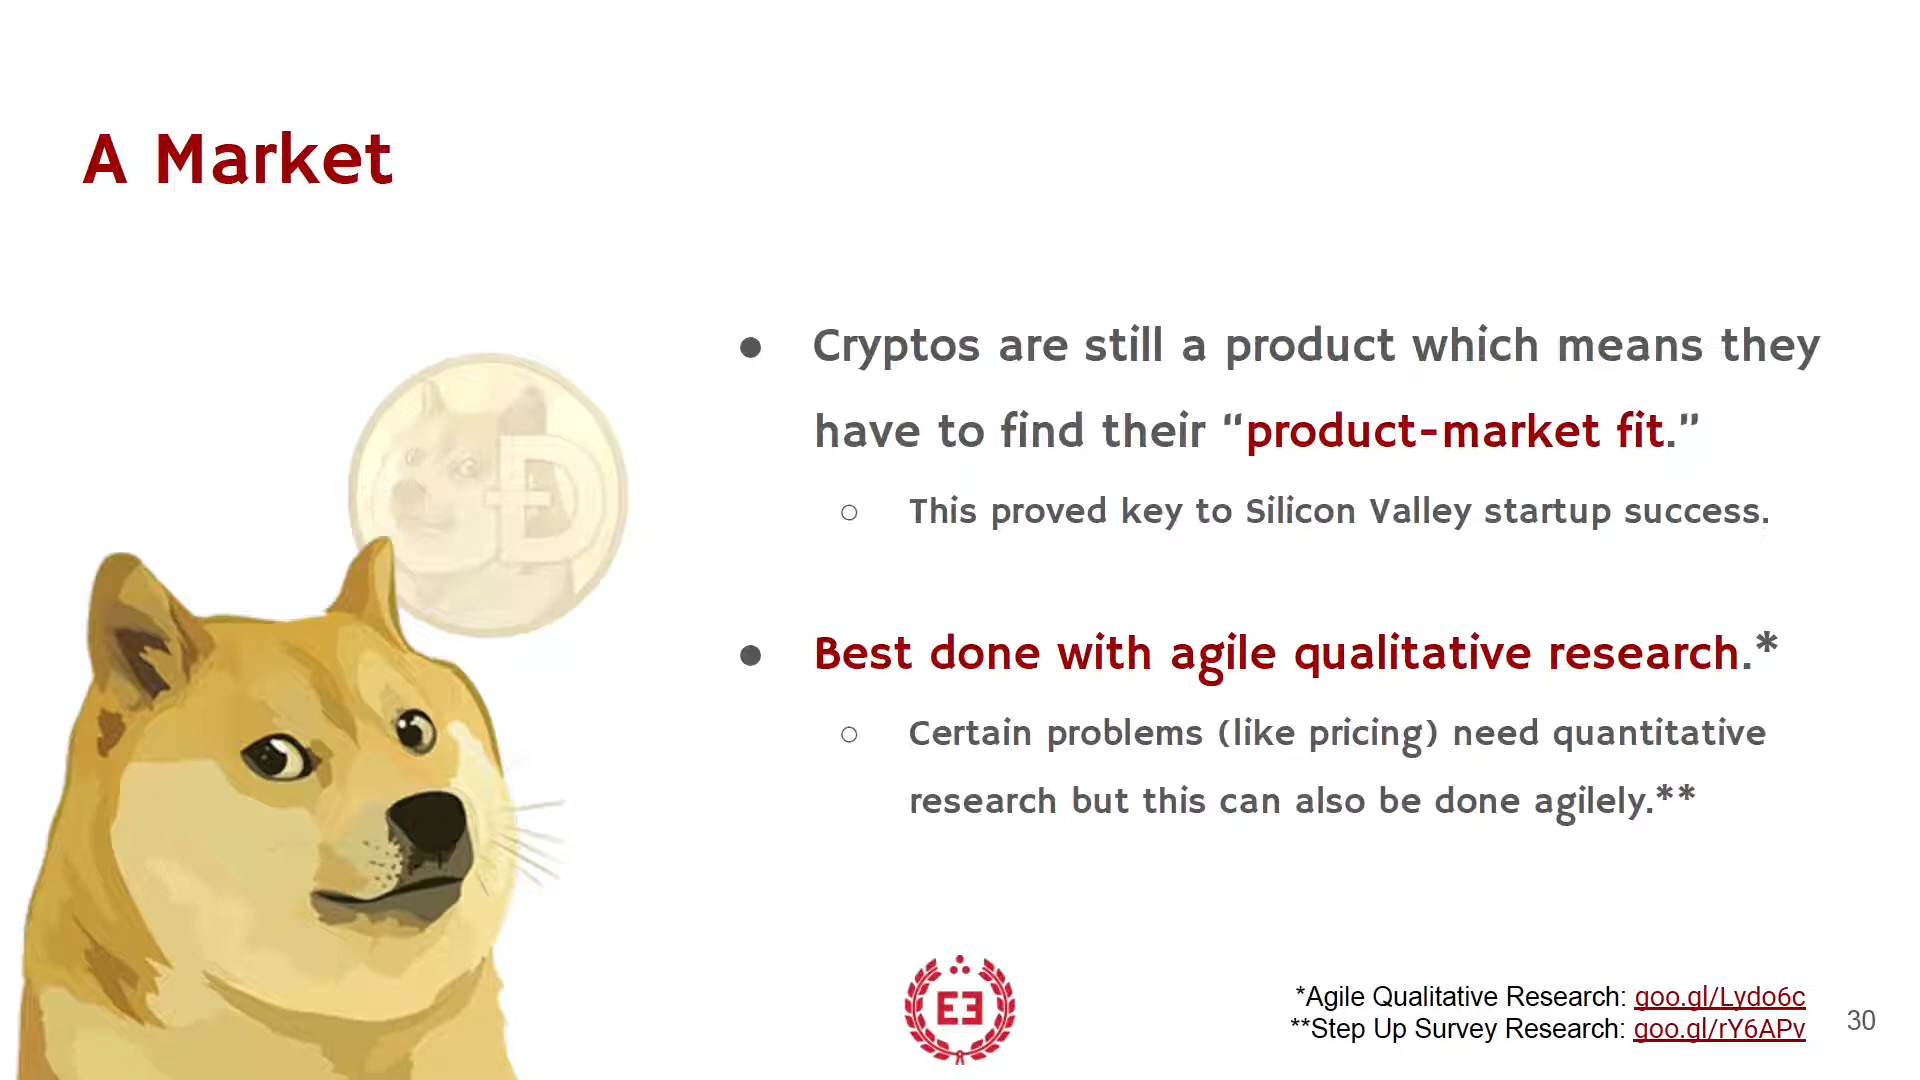 A Market
● Cryptos are still a product which means they
have to find their “product-market fit.”
○ This proved key to Silicon Valley startup success.
● Best done with agile qualitative research.*
○ Certain problems (like pricing) need quantitative
research but this can also be done agilely.**
EE
*Agile Qualitative Research: goo.gl/Lydo6c
**Step Up Survey Research: goo.gl/rY6APv
30